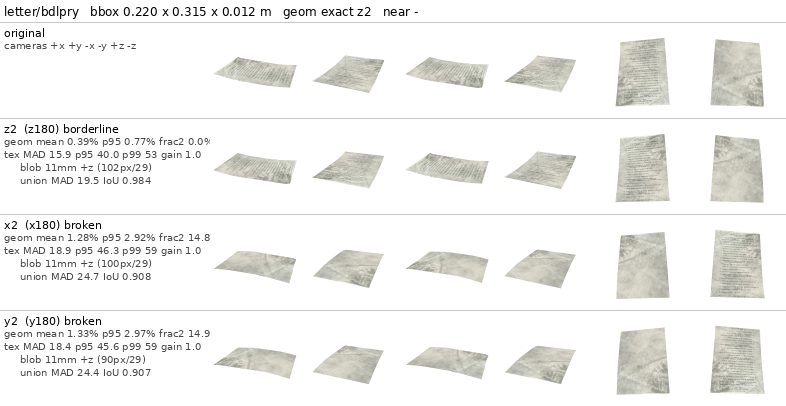 letter/bdlpry bbox 0.220 x 0.315 x 0.012 m geom exact z2 near -
original
cameras +x +y -x -y +z -z
z2 (z180) borderline
geom mean 0.39% p95 0.77% frac2 0.0%
tex MAD 15.9 p95 40.0 p99 53 gain 1.0
blob 11mm +z (102px/29)
union MAD 19.5 IoU 0.984
x2 (x180) broken
geom mean 1.28% p95 2.92% frac2 14.8
tex MAD 18.9 p95 46.3 p99 59 gain 1.0
blob 11mm +z (100px/29)
union MAD 24.7 IoU 0.908
y2 (y180) broken
geom mean 1.33% p95 2.97% frac2 14.9
tex MAD 18.4 p95 45.6 p99 59 gain 1.0
blob 11mm +z (90px/29)
union MAD 24.4 IoU 0.907